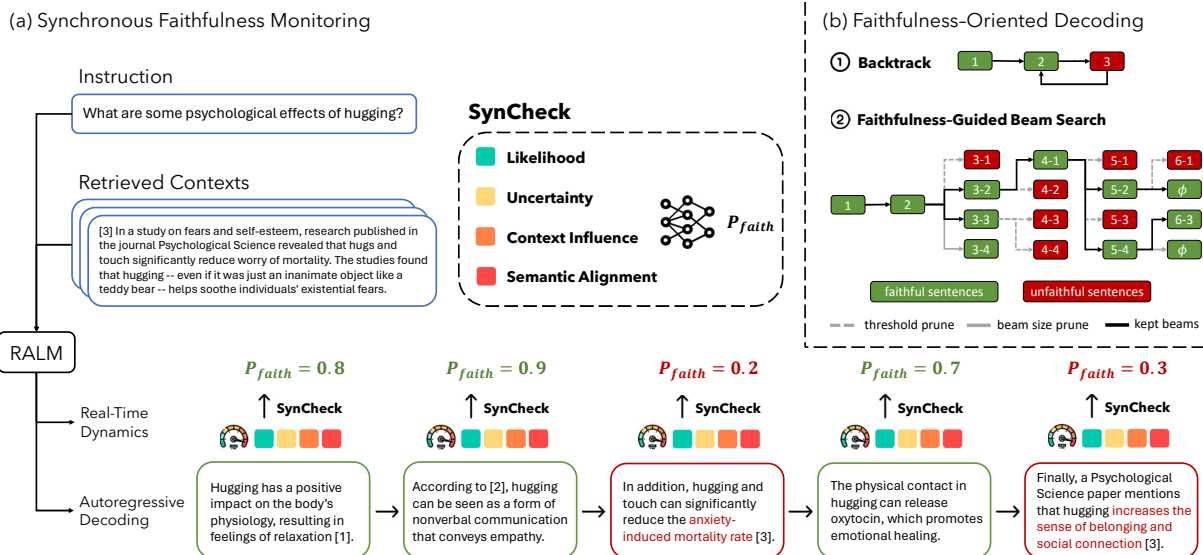 (a) Synchronous Faithfulness Monitoring
Instruction
What are some psychological effects of hugging?
Retrieved Contexts
[3] In a study on fears and self-esteem, research published in
the journal Psychological Science revealed that hugs and
touch significantly reduce worry of mortality. The studies found
that hugging -- even if it was just an inanimate object like a
teddy bear -- helps soothe individuals' existential fears.
SynCheck
Likelihood
Uncertainty
Context Influence
Semantic Alignment
P_faith
(b) Faithfulness-Oriented Decoding
1 Backtrack
1
2
3
2 Faithfulness-Guided Beam Search
3-1
4-1
5-1
6-1
3-2
4-2
5-2
ϕ
1
2
3-3
4-3
5-3
6-3
3-4
4-4
5-4
ϕ
faithful sentences
unfaithful sentences
threshold prune
beam size prune
kept beams
RALM
Real-Time
Dynamics
Autoregressive
Decoding
P_faith = 0.8
SynCheck
Hugging has a positive
impact on the body's
physiology, resulting in
feelings of relaxation [1].
P_faith = 0.9
SynCheck
According to [2], hugging
can be seen as a form of
nonverbal communication
that conveys empathy.
P_faith = 0.2
SynCheck
In addition, hugging and
touch can significantly
reduce the anxiety-
induced mortality rate [3].
P_faith = 0.7
SynCheck
The physical contact in
hugging can release
oxytocin, which promotes
emotional healing.
P_faith = 0.3
SynCheck
Finally, a Psychological
Science paper mentions
that hugging increases the
sense of belonging and
social connection [3].